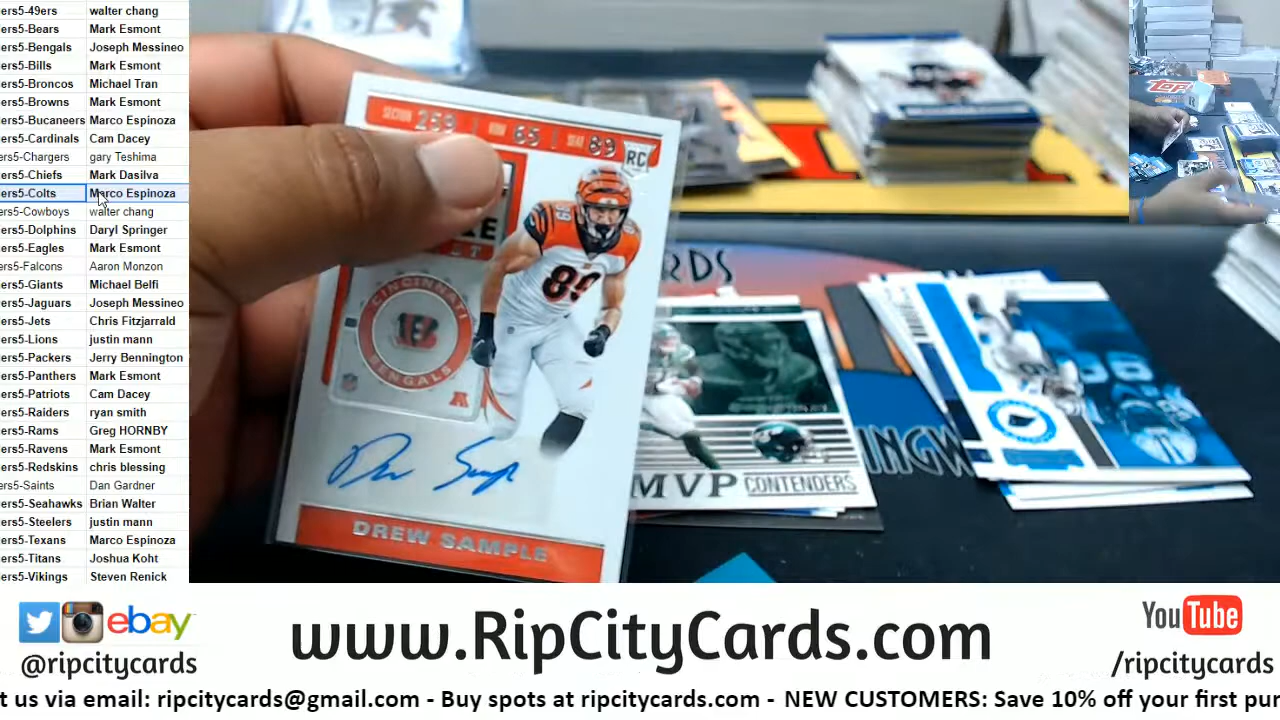 ers5-49ers walter chang
ers5-Bears Mark Esmont
ers5-Bengals Joseph Messineo
ers5-Bills Mark Esmont
ers5-Broncos Michael Tran
ers5-Browns Mark Esmont
ers5-Bucaneers Marco Espinoza
ers5-Cardinals Cam Dacey
ers5-Chargers gary Teshima
ers5-Chiefs Mark Dasilva
ers5-Colts Marco Espinoza
ers5-Cowboys walter chang
ers5-Dolphins Daryl Springer
ers5-Eagles Mark Esmont
ers5-Falcons Aaron Monzon
ers5-Giants Michael Belfi
ers5-Jaguars Joseph Messineo
ers5-Jets Chris Fitzjarrald
ers5-Lions justin mann
ers5-Packers Jerry Bennington
ers5-Panthers Mark Esmont
ers5-Patriots Cam Dacey
ers5-Raiders ryan smith
ers5-Rams Greg HORNBY
ers5-Ravens Mark Esmont
ers5-Redskins chris blessing
ers5-Saints Dan Gardner
ers5-Seahawks Brian Walter
ers5-Steelers justin mann
ers5-Texans Marco Espinoza
ers5-Titans Joshua Koht
ers5-Vikings Steven Renick
SECTION 259 ROW 65 SEAT 89
RC
89
CINCINNATI
BENGALS
DREW SAMPLE
MVP CONTENDERS
RDS
INGW
topps
ebay
@ripcitycards
www.RipCityCards.com
YouTube
/ripcitycards
t us via email: ripcitycards@gmail.com - Buy spots at ripcitycards.com - NEW CUSTOMERS: Save 10% off your first pur